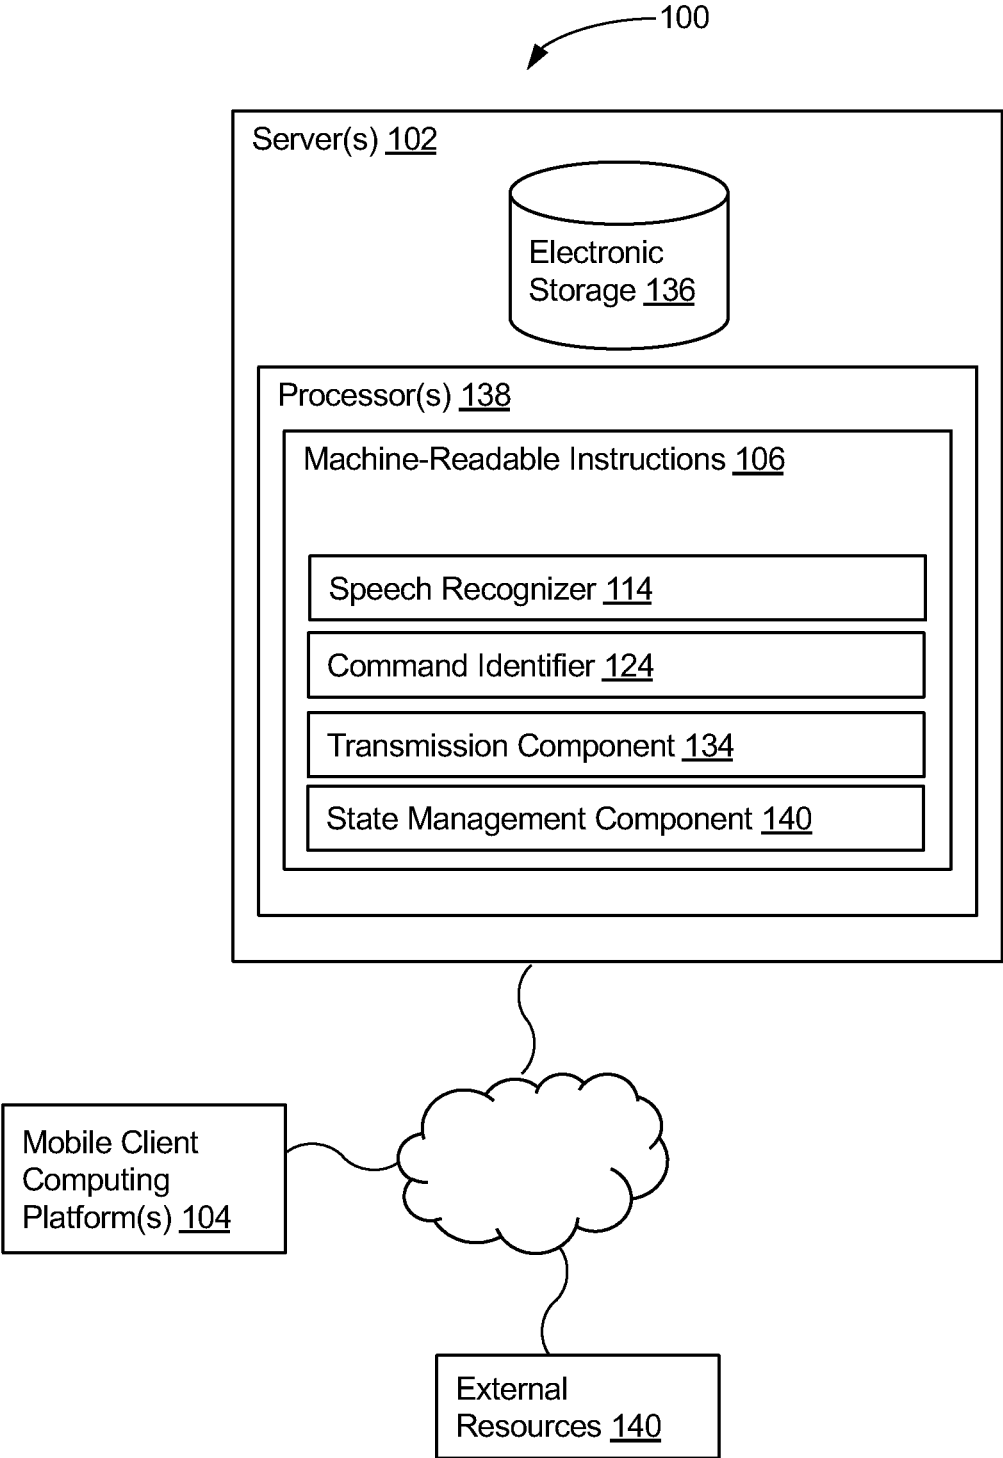 100
Server(s) 102
Electronic
Storage 136
Processor(s) 138
Machine-Readable Instructions 106
Speech Recognizer 114
Command Identifier 124
Transmission Component 134
State Management Component 140
Mobile Client
Computing
Platform(s) 104
External
Resources 140